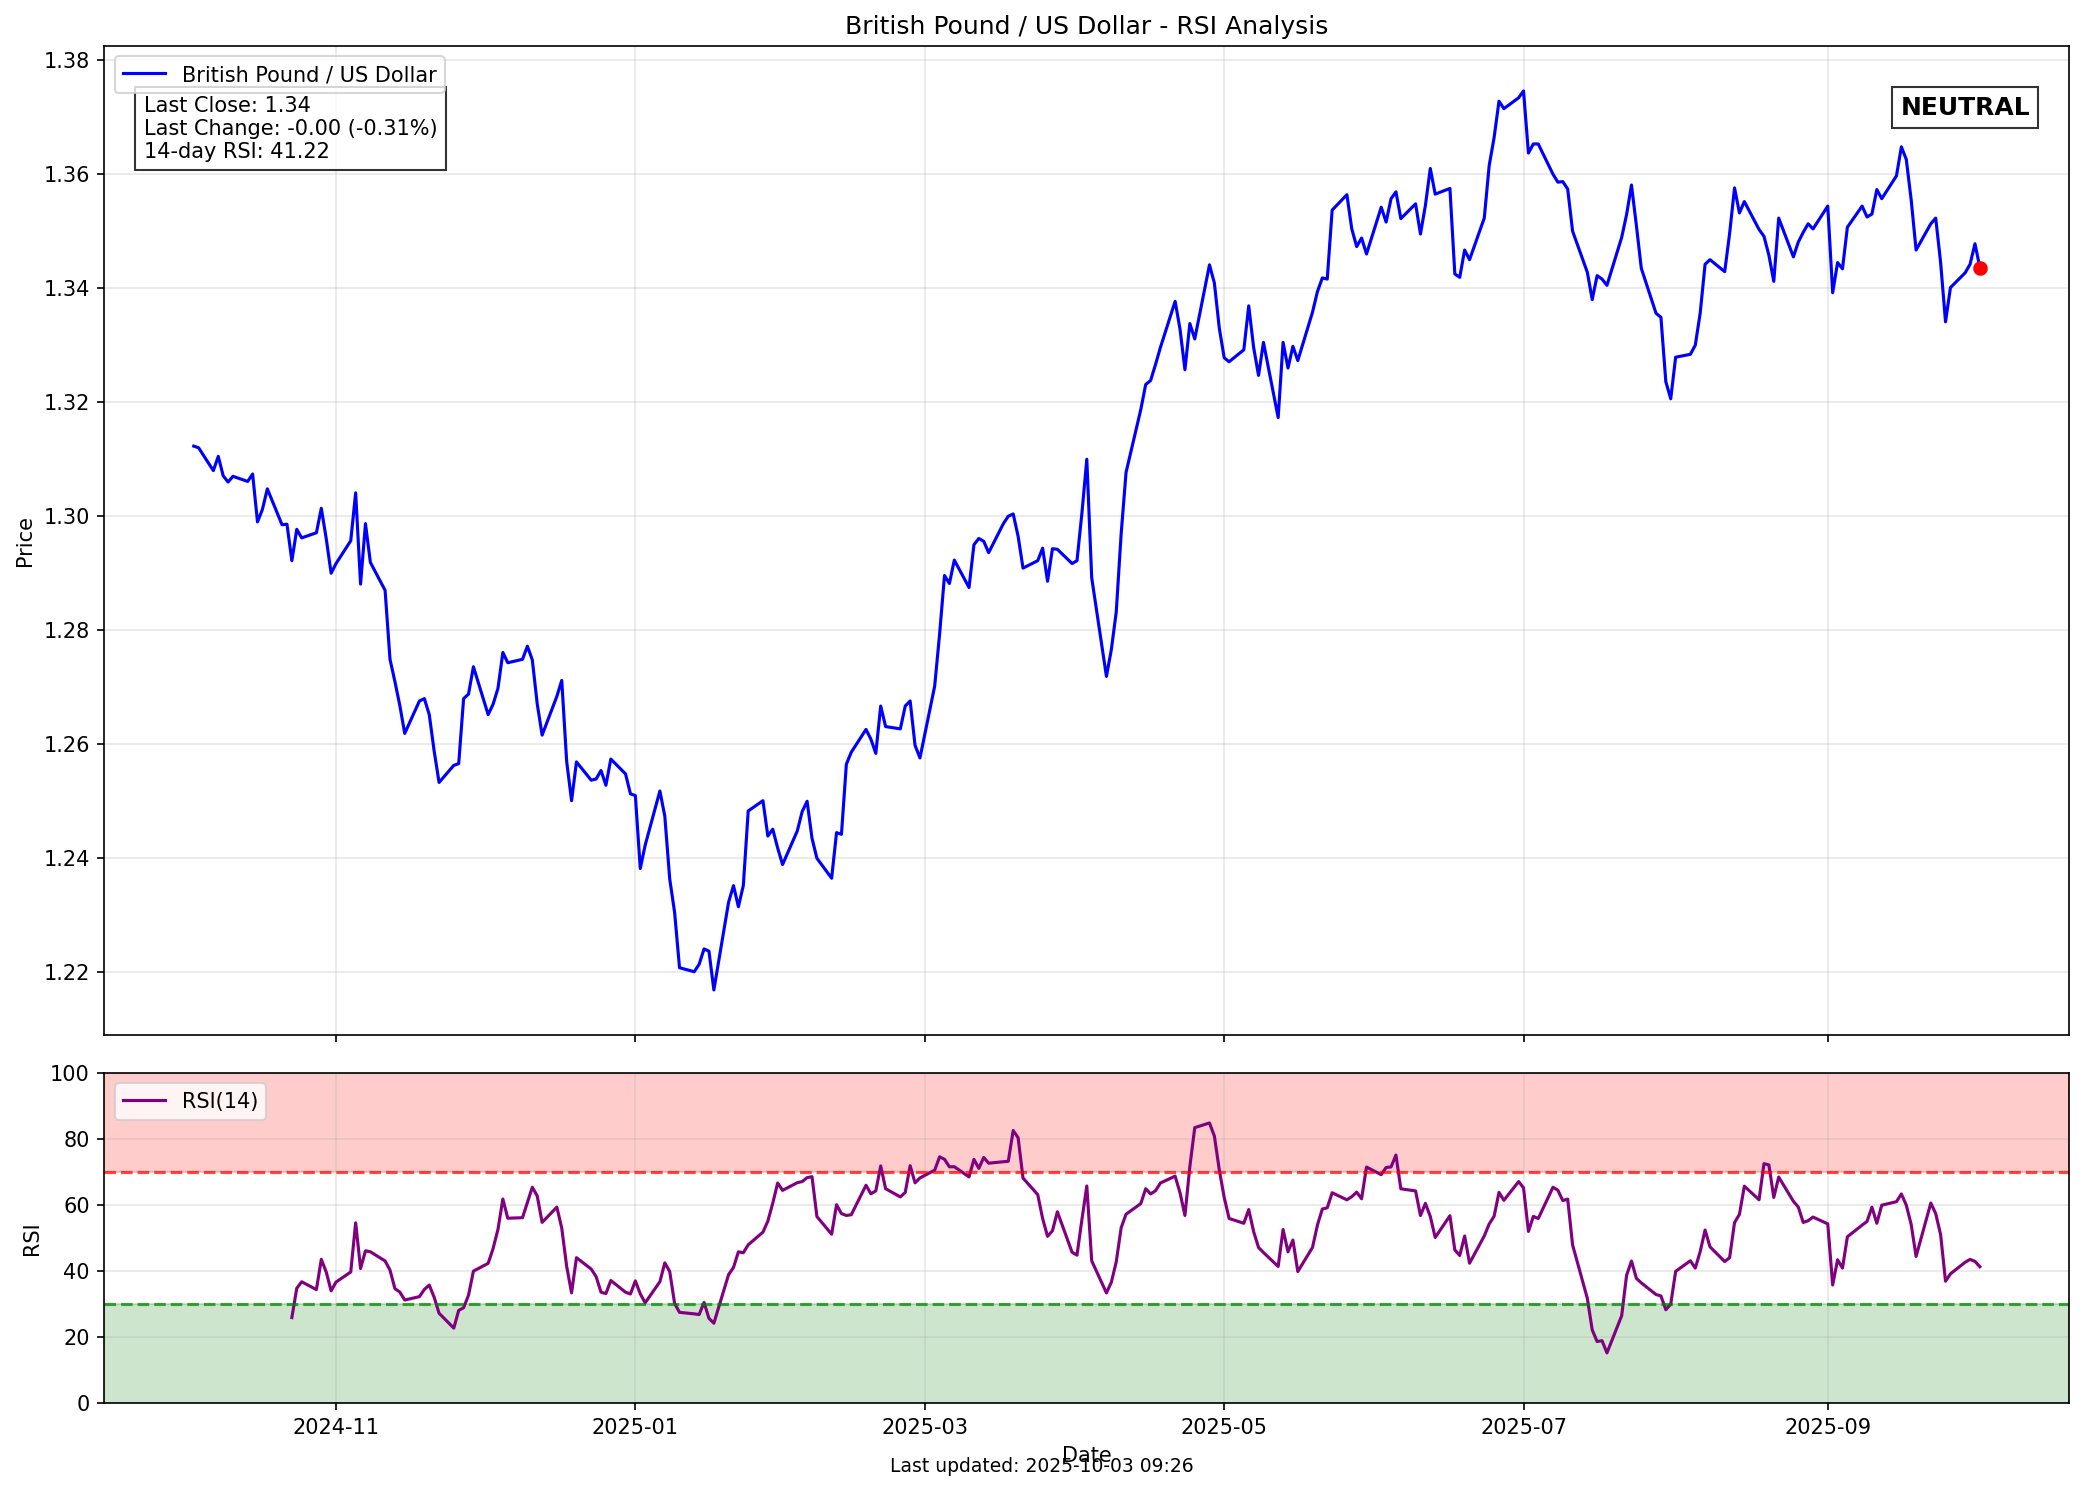 British Pound / US Dollar - RSI Analysis
British Pound / US Dollar
Last Close: 1.34
Last Change: -0.00 (-0.31%)
14-day RSI: 41.22
NEUTRAL
Price
1.38
1.36
1.34
1.32
1.30
1.28
1.26
1.24
1.22
RSI(14)
RSI
100
80
60
40
20
0
2024-11 2025-01 2025-03 2025-05 2025-07 2025-09
Date
Last updated: 2025-10-03 09:26